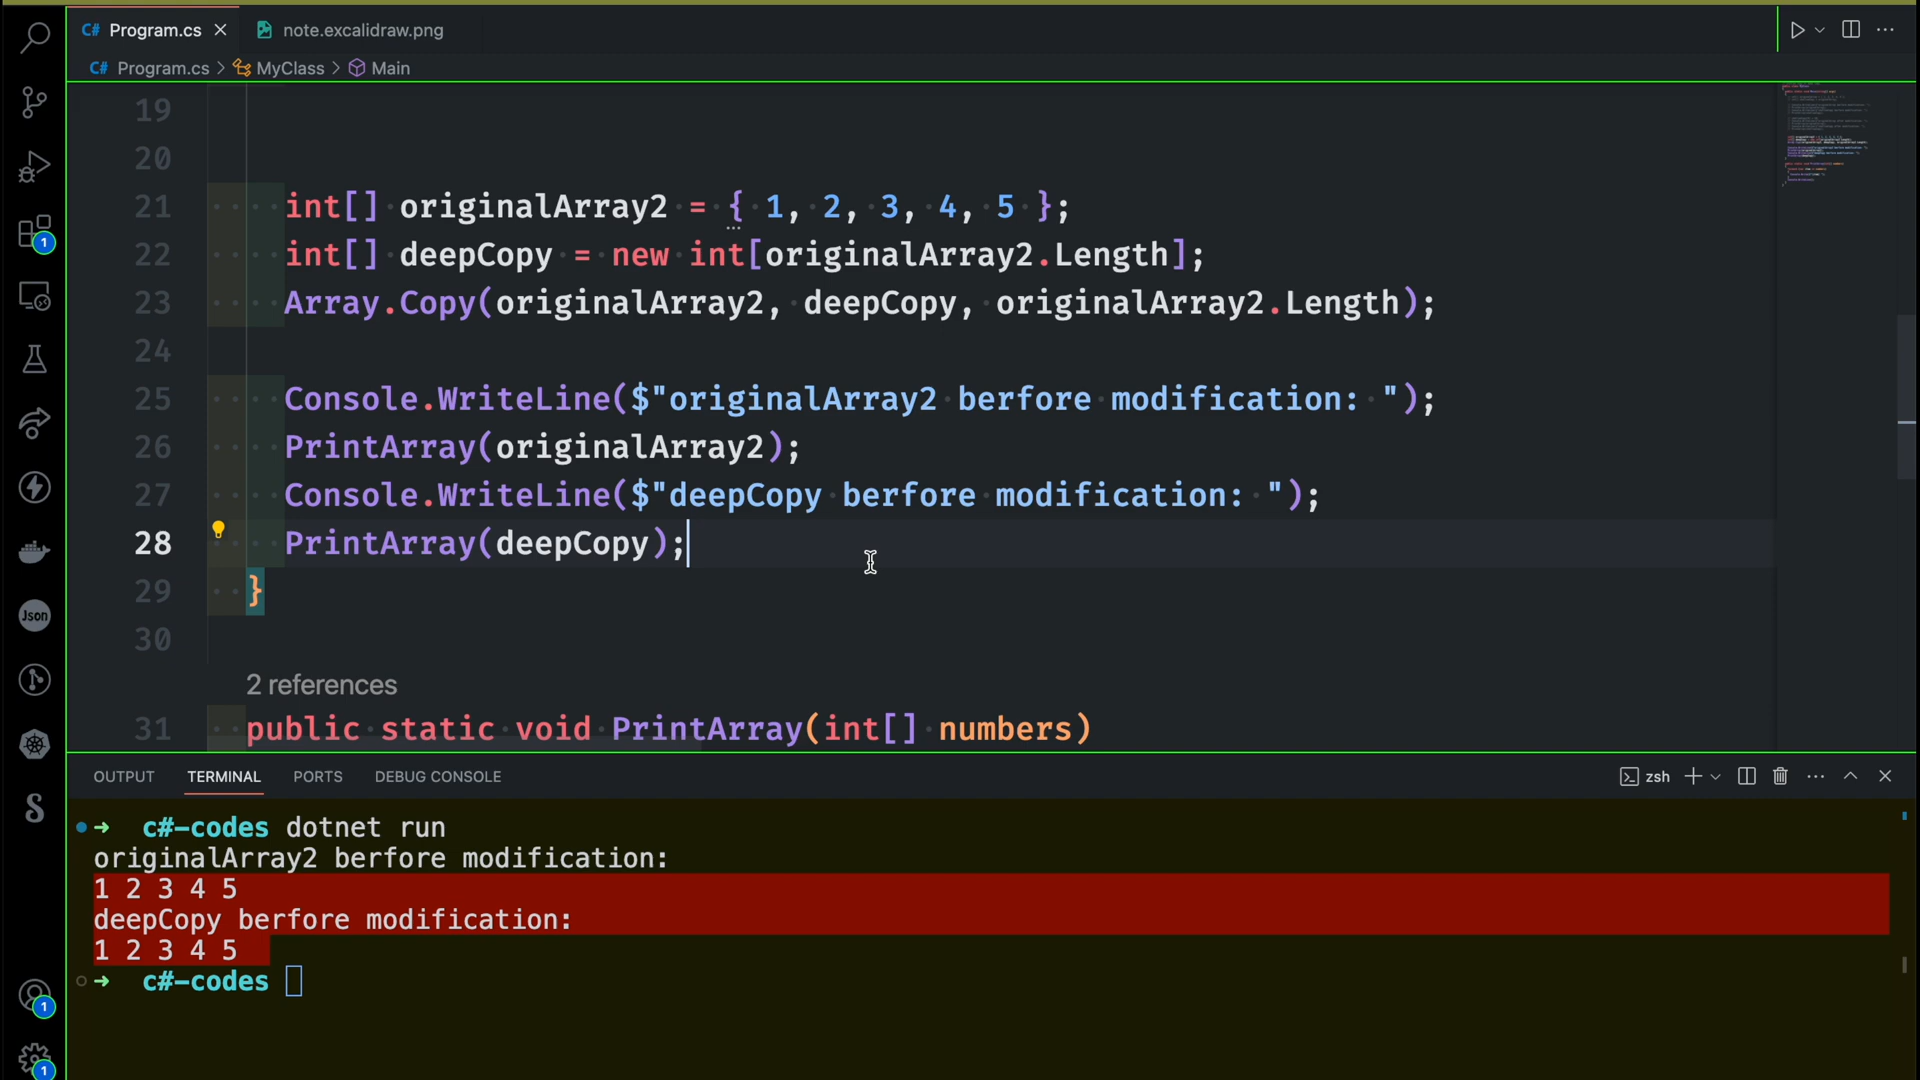 Program.cs
note.excalidraw.png
Program.cs > MyClass > Main
19
20
21 int[] originalArray2 = { 1, 2, 3, 4, 5 };
22 int[] deepCopy = new int[originalArray2.Length];
23 Array.Copy(originalArray2, deepCopy, originalArray2.Length);
24
25 Console.WriteLine($"originalArray2 berfore modification: ");
26 PrintArray(originalArray2);
27 Console.WriteLine($"deepCopy berfore modification: ");
28 PrintArray(deepCopy);
29 }
30
2 references
31 public static void PrintArray(int[] numbers)
OUTPUT TERMINAL PORTS DEBUG CONSOLE zsh
→ c#-codes dotnet run
originalArray2 berfore modification:
1 2 3 4 5
deepCopy berfore modification:
1 2 3 4 5
→ c#-codes
1
Json
1
1